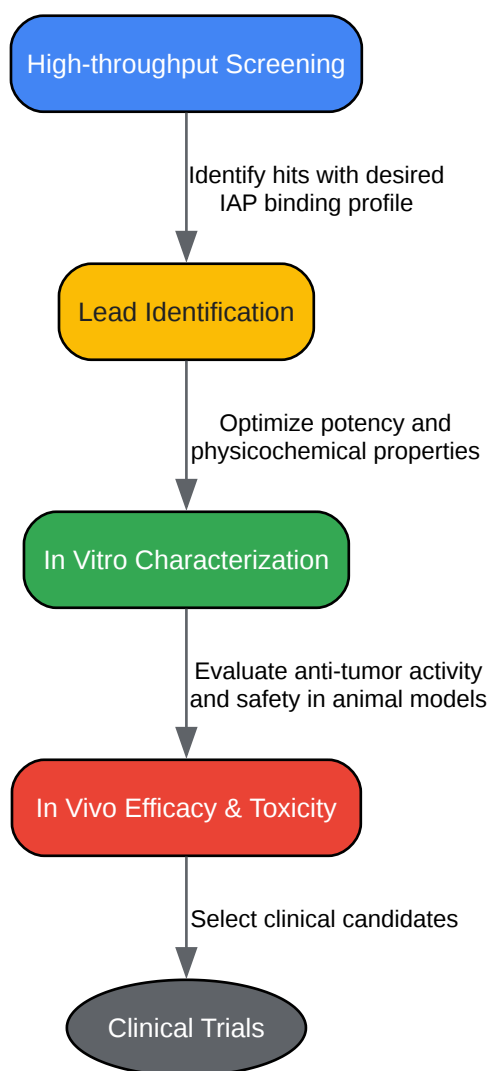 High-throughput Screening
Identify hits with desired
IAP binding profile
Lead Identification
Optimize potency and
physicochemical properties
In Vitro Characterization
Evaluate anti-tumor activity
and safety in animal models
In Vivo Efficacy & Toxicity
Select clinical candidates
Clinical Trials